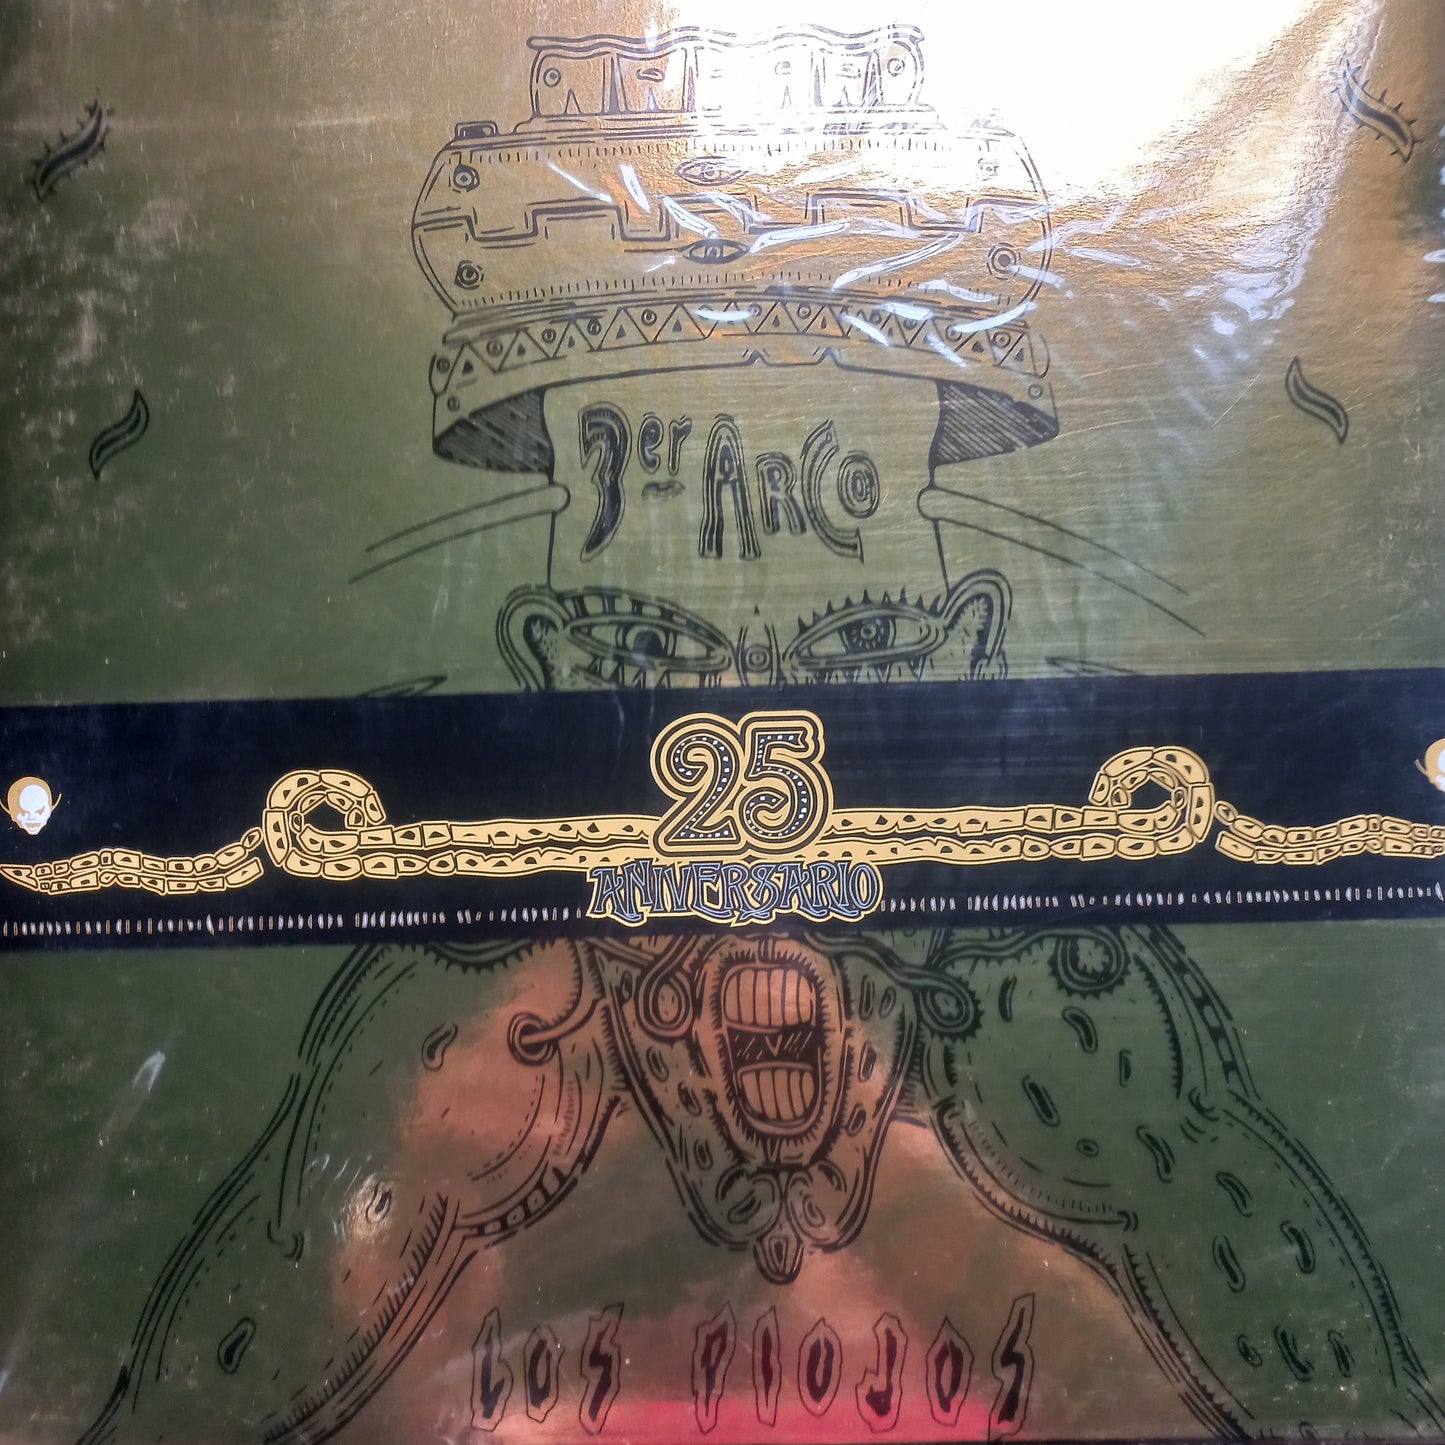 3er ARCO
25
ANIVERSARIO
LOS PIOJOS